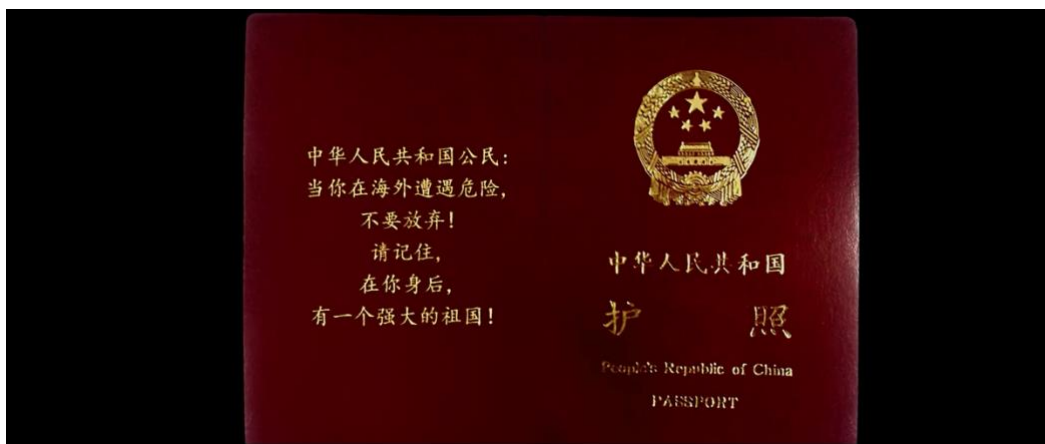 中华人民共和国公民:
当你在海外遭遇危险,
不要放弃!
请记住,
在你身后,
有一个强大的祖国!
中华人民共和国
护 照
People's Republic of China
PASSPORT